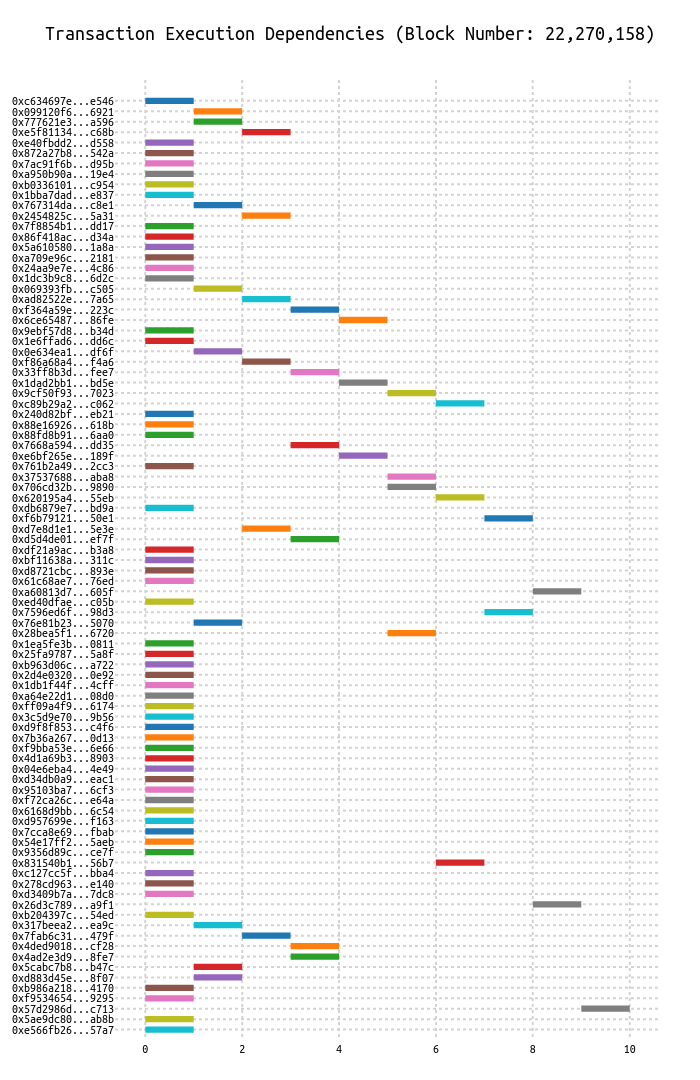 Transaction Execution Dependencies (Block Number: 22,270,158)
0xc634697e...e546
0x099120f6...6921
0x777621e3...a596
0xe5f81134...c68b
0xe40fbdd2...d558
0x872a27b8...542a
0x7ac91f6b...d95b
0xa950b90a...19e4
0xb0336101...c954
0x1bba7dad...e837
0x767314da...c8e1
0x2454825c...5a31
0x7f8854b1...dd17
0x86f418ac...d34a
0x5a610580...1a8a
0xa709e96c...2181
0x24aa9e7e...4c86
0x1dc3b9c8...6d2c
0x069393fb...c505
0xad82522e...7a65
0xf364a59e...223c
0x6ce65487...86fe
0x9ebf57d8...b34d
0x1e6ffad6...dd6c
0x0e634ea1...df6f
0xf86a68a4...f4a6
0x33ff8b3d...fee7
0x1dad2bb1...bd5e
0x9cf50f93...7023
0xc89b29a2...c062
0x240d82bf...eb21
0x88e16926...618b
0x88fd8b91...6aa0
0x7668a594...dd35
0xe6bf265e...189f
0x761b2a49...2cc3
0x37537688...aba8
0x706cd32b...9890
0x620195a4...55eb
0xdb6879e7...bd9a
0xf6b79121...50e1
0xd7e8d1e1...5e3e
0xd5d4de01...ef7f
0xdf21a9ac...b3a8
0xbf11638a...311c
0xd8721cbc...893e
0x61c68ae7...76ed
0xa60813d7...605f
0xed40dfae...c05b
0x7596ed6f...98d3
0x76e81b23...5070
0x28bea5f1...6720
0x1ea5fe3b...0811
0x25fa9787...5a8f
0xb963d06c...a722
0x2d4e0320...0e92
0x1db1f44f...4cff
0xa64e22d1...08d0
0xff09a4f9...6174
0x3c5d9e70...9b56
0xd9f8f853...c4f6
0x7b36a267...0d13
0xf9bba53e...6e66
0x4d1a69b3...8903
0x04e6eba4...4e49
0xd34db0a9...eac1
0x95103ba7...6cf3
0xf72ca26c...e64a
0x6168d9bb...6c54
0xd957699e...f163
0x7cca8e69...fbab
0x54e17ff2...5aeb
0x9356d89c...ce7f
0x831540b1...56b7
0xc127cc5f...bba4
0x278cd963...e140
0xd3409b7a...7dc8
0x26d3c789...a9f1
0xb204397c...54ed
0x317beea2...ea9c
0x7fab6c31...479f
0x4ded9018...cf28
0x4ad2e3d9...8fe7
0x5cabc7b8...b47c
0xd883d45e...8f07
0xb986a218...4170
0xf9534654...9295
0x57d2986d...c713
0x5ae9dc80...ab8b
0xe566fb26...57a7
0 2 4 6 8 10